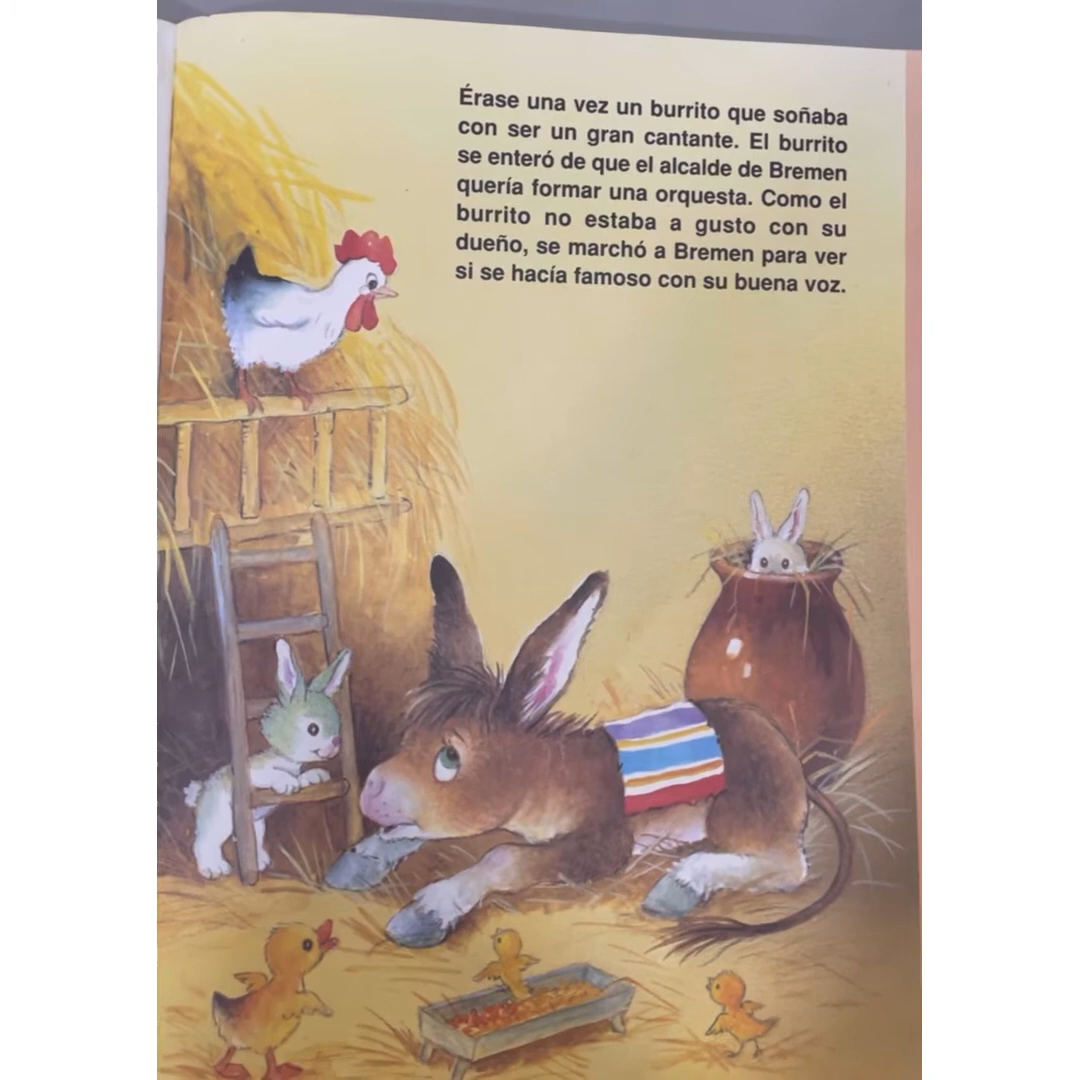 Érase una vez un burrito que soñaba
con ser un gran cantante. El burrito
se enteró de que el alcalde de Bremen
quería formar una orquesta. Como el
burrito no estaba a gusto con su
dueño, se marchó a Bremen para ver
si se hacía famoso con su buena voz.